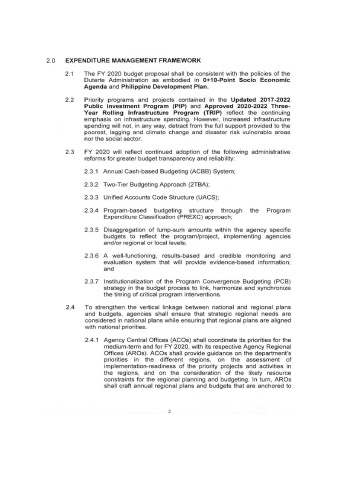 2.0 EXPENDITURE MANAGEMENT FRAMEWORK
2.1 The FY 2020 budget proposal shall be consistent with the policies of the
Duterte Administration as embodied in 0+10-Point Socio Economic
Agenda and Philippine Development Plan.
2.2 Priority programs and projects contained in the Updated 2017-2022
Public Investment Program (PIP) and Approved 2020-2022 Three-
Year Rolling Infrastructure Program (TRIP) reflect the continuing
emphasis on infrastructure spending. However, increased infrastructure
spending will not, in any way, detract from the full support provided to the
poorest, lagging and climate change and disaster risk vulnerable areas
nor the social sector.
2.3 FY 2020 will reflect continued adoption of the following administrative
reforms for greater budget transparency and reliability:
2.3.1 Annual Cash-based Budgeting (ACBB) System;
2.3.2 Two-Tier Budgeting Approach (2TBA);
2.3.3 Unified Accounts Code Structure (UACS);
2.3.4 Program-based budgeting structure through the Program
Expenditure Classification (PREXC) approach;
2.3.5 Disaggregation of lump-sum amounts within the agency specific
budgets to reflect the program/project, implementing agencies
and/or regional or local levels;
2.3.6 A well-functioning, results-based and credible monitoring and
evaluation system that will provide evidence-based information;
and
2.3.7 Institutionalization of the Program Convergence Budgeting (PCB)
strategy in the budget process to link, harmonize and synchronize
the timing of critical program interventions.
2.4 To strengthen the vertical linkage between national and regional plans
and budgets, agencies shall ensure that strategic regional needs are
considered in national plans while ensuring that regional plans are aligned
with national priorities.
2.4.1 Agency Central Offices (ACOs) shall coordinate its priorities for the
medium-term and for FY 2020, with its respective Agency Regional
Offices (AROs). ACOs shall provide guidance on the department's
priorities in the different regions, on the assessment of
implementation-readiness of the priority projects and activities in
the regions, and on the consideration of the likely resource
constraints for the regional planning and budgeting. In turn, AROs
shall craft annual regional plans and budgets that are anchored to
2